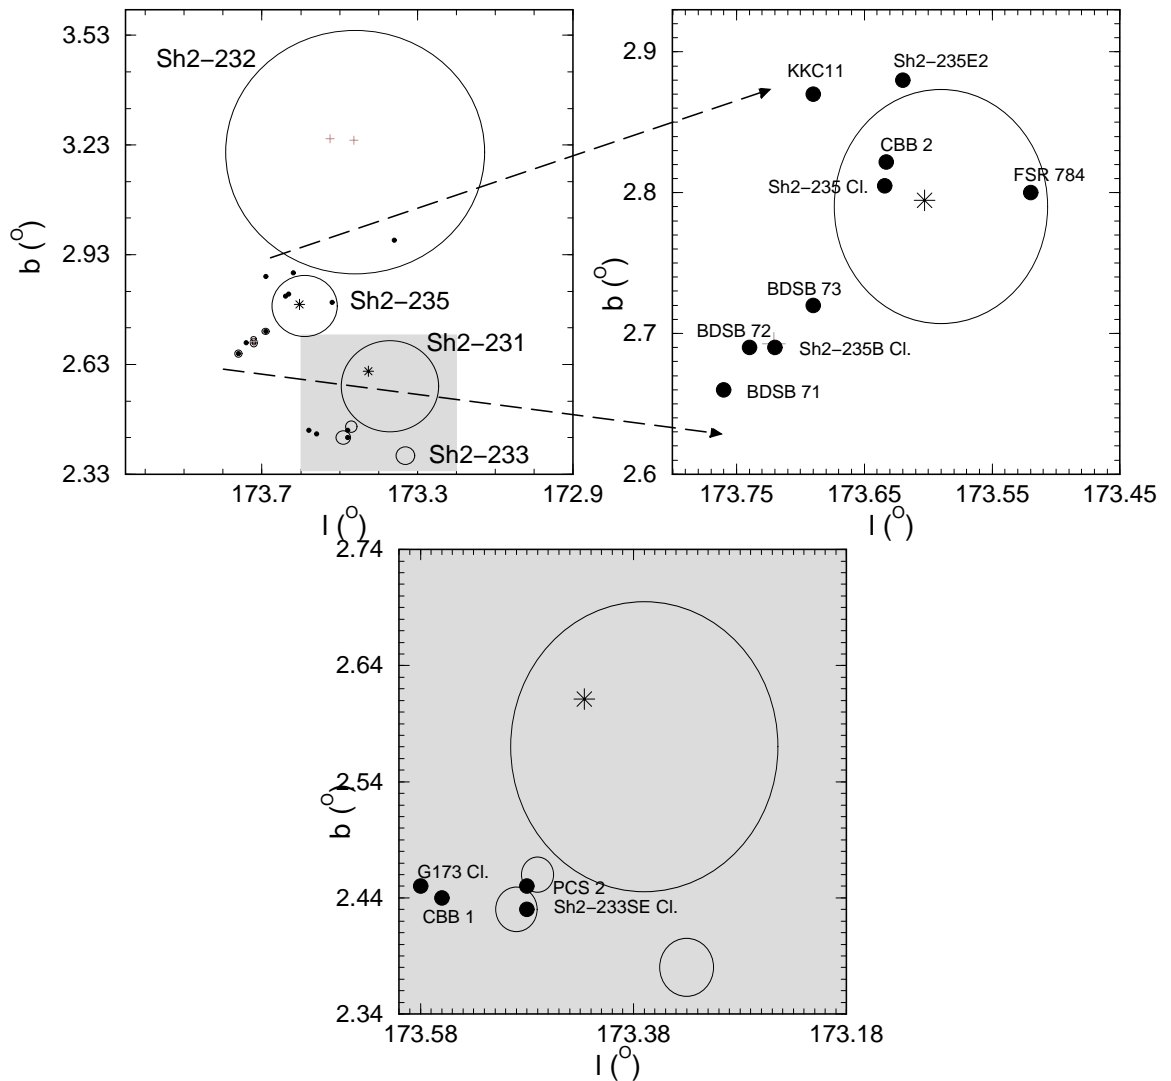 3.53
3.23
2.93
2.63
2.33
b (°)
Sh2−232
Sh2−235
Sh2−231
Sh2−233
173.7 173.3 172.9
l (°)
2.9
2.8
2.7
2.6
b (°)
Sh2−235E2
KKC11
CBB 2
Sh2−235 Cl.
FSR 784
BDSB 73
BDSB 72
Sh2−235B Cl.
BDSB 71
173.75 173.65 173.55 173.45
l (°)
2.74
2.64
2.54
2.44
2.34
b (°)
G173 Cl.
PCS 2
CBB 1
Sh2−233SE Cl.
173.58 173.38 173.18
l (°)